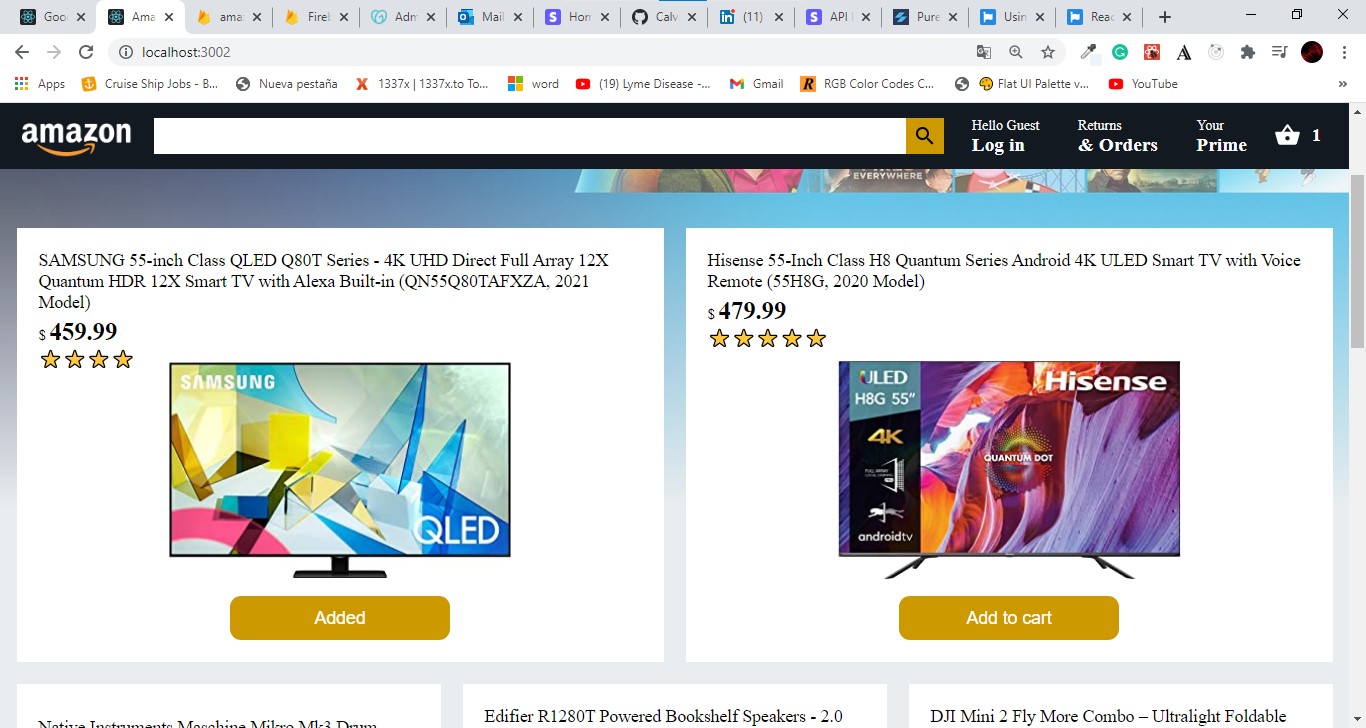 Goo
Ama
ama
Fireb
Adm
Mail
Hom
Calv
(11)
API
Pure
Usin
Reac
localhost:3002
Apps
Cruise Ship Jobs - B...
Nueva pestaña
1337x | 1337x.to To...
word
(19) Lyme Disease -...
Gmail
RGB Color Codes C...
Flat UI Palette v...
YouTube
amazon
Hello Guest
Log in
Returns
& Orders
Your
Prime
1
EVERYWHERE
SAMSUNG 55-inch Class QLED Q80T Series - 4K UHD Direct Full Array 12X
Quantum HDR 12X Smart TV with Alexa Built-in (QN55Q80TAFXZA, 2021
Model)
$ 459.99
SAMSUNG
QLED
Added
Hisense 55-Inch Class H8 Quantum Series Android 4K ULED Smart TV with Voice
Remote (55H8G, 2020 Model)
$ 479.99
ULED
H8G 55”
Hisense
4K
QUANTUM DOT
androidtv
Add to cart
Native Instruments Maschine Mikro Mk3 Drum
Edifier R1280T Powered Bookshelf Speakers - 2.0
DJI Mini 2 Fly More Combo – Ultralight Foldable